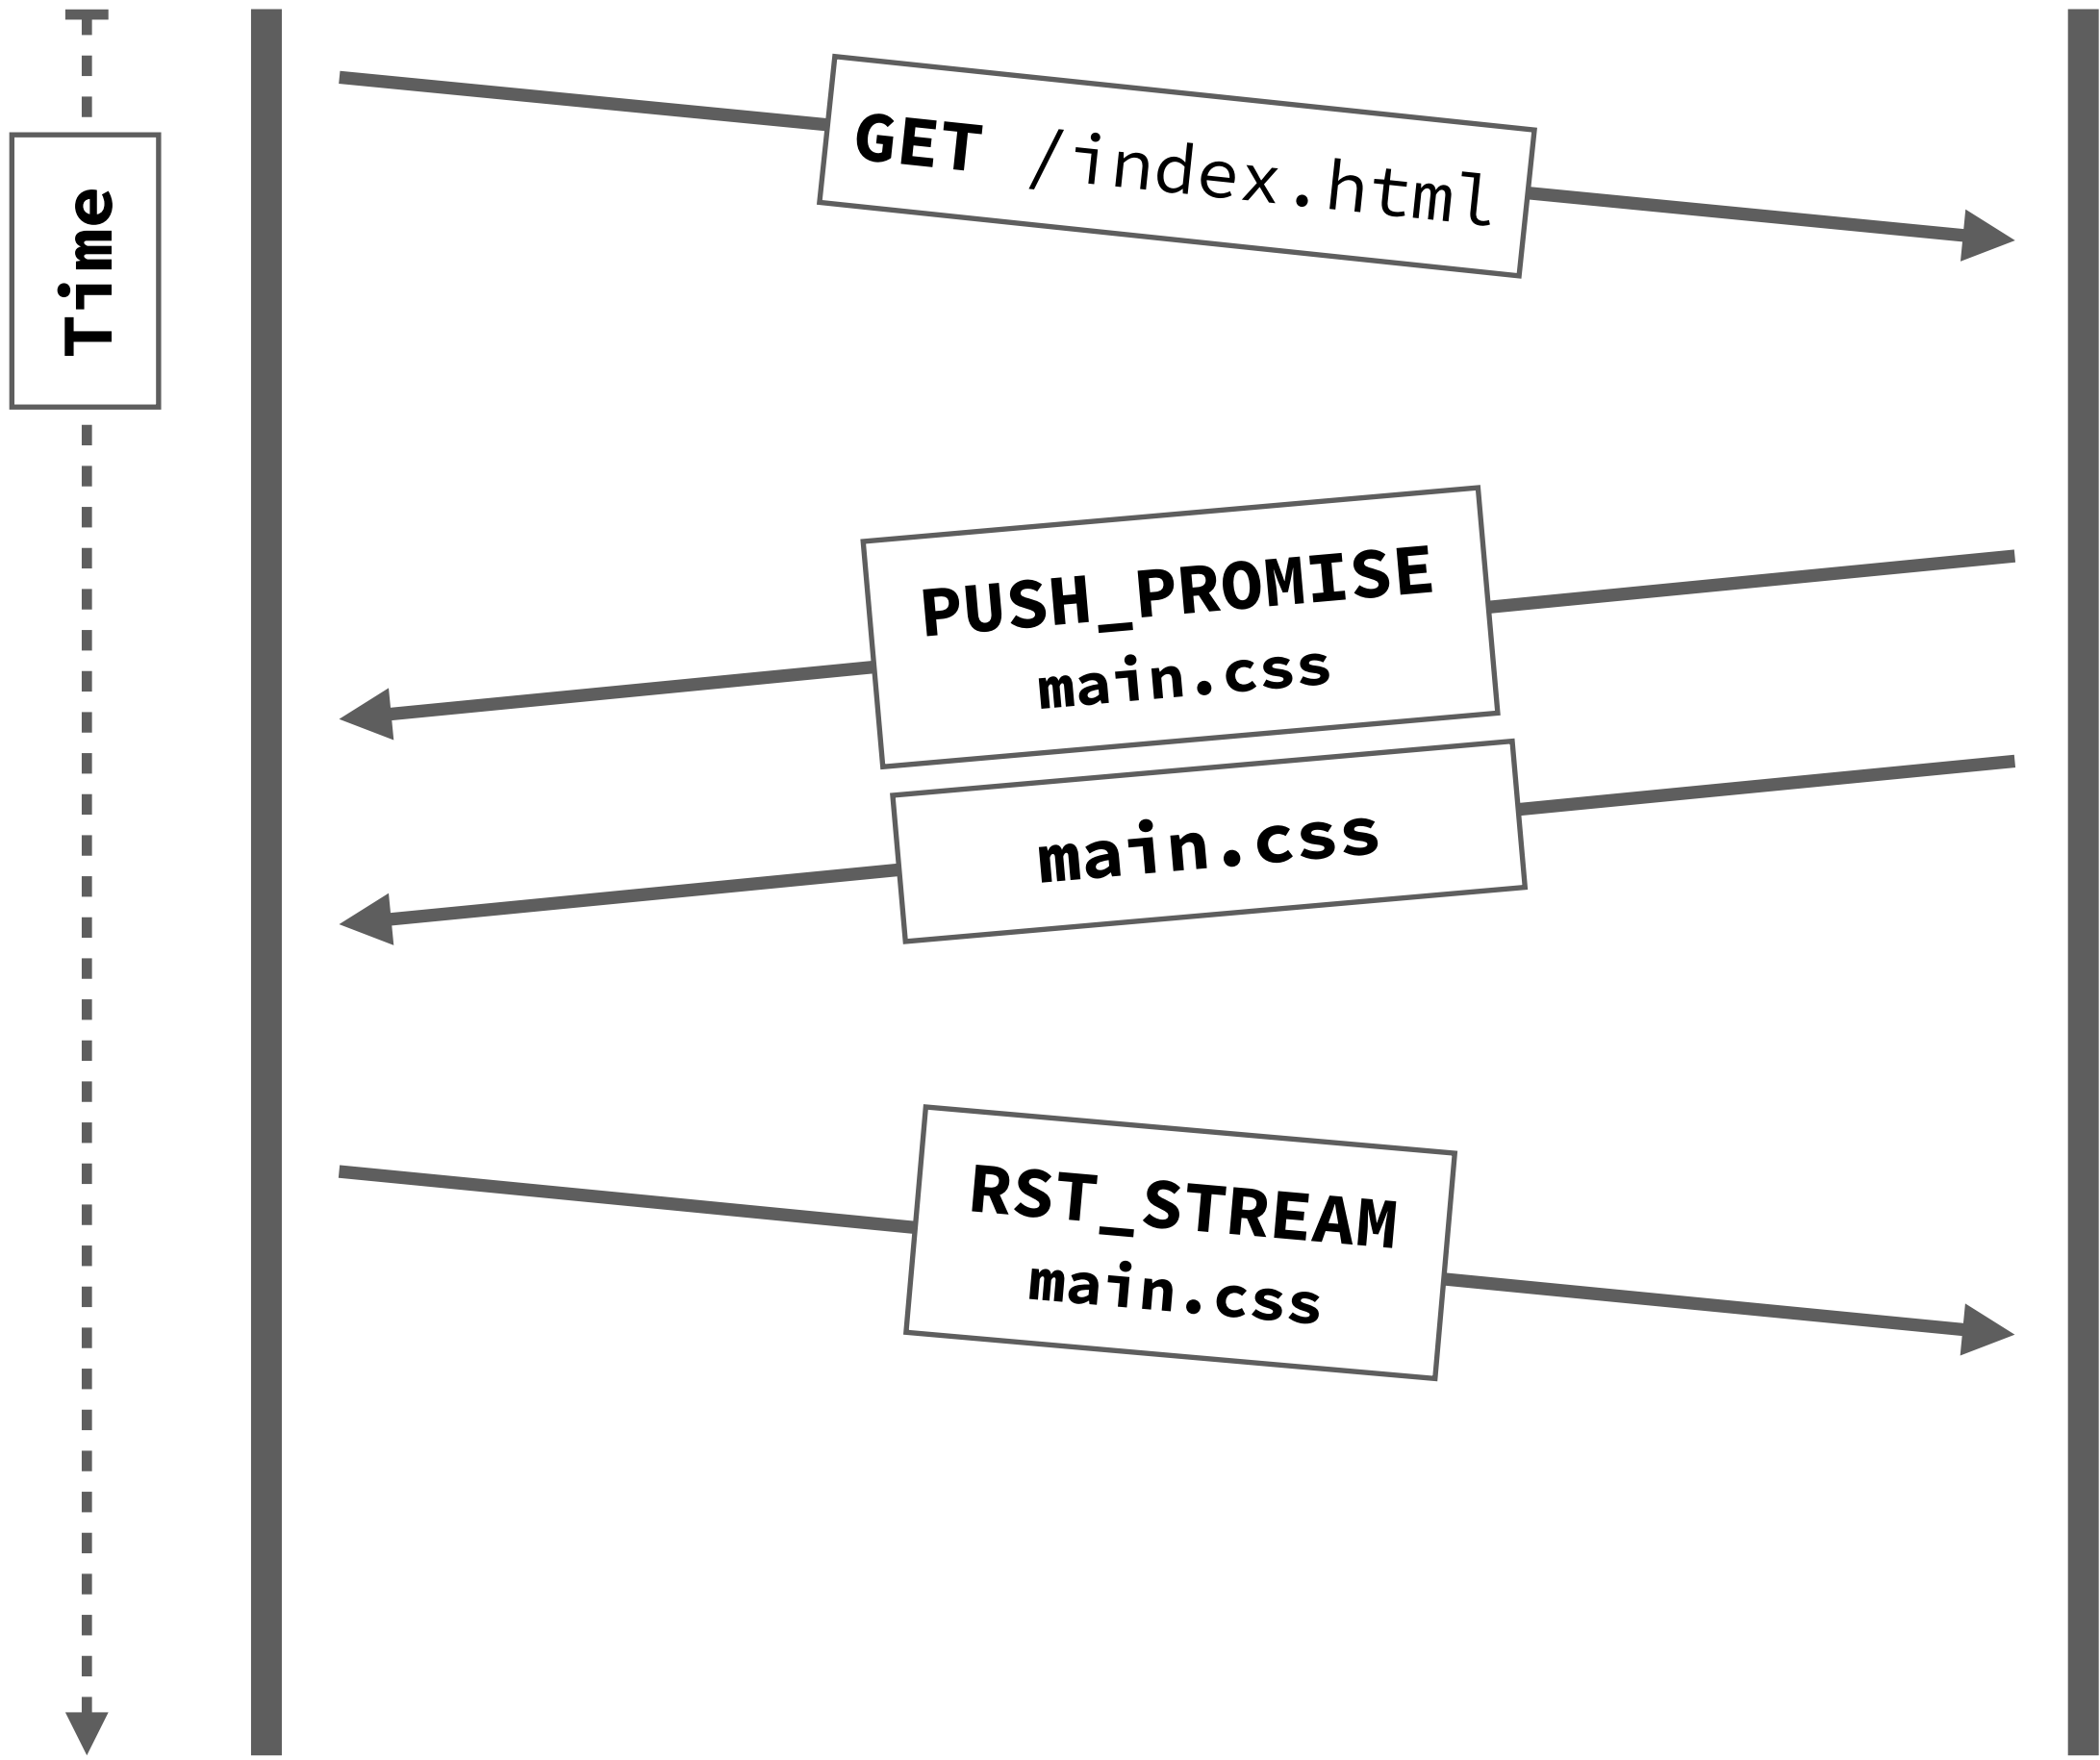 Time
GET /index.html
PUSH_PROMISE
main.css
main.css
RST_STREAM
main.css